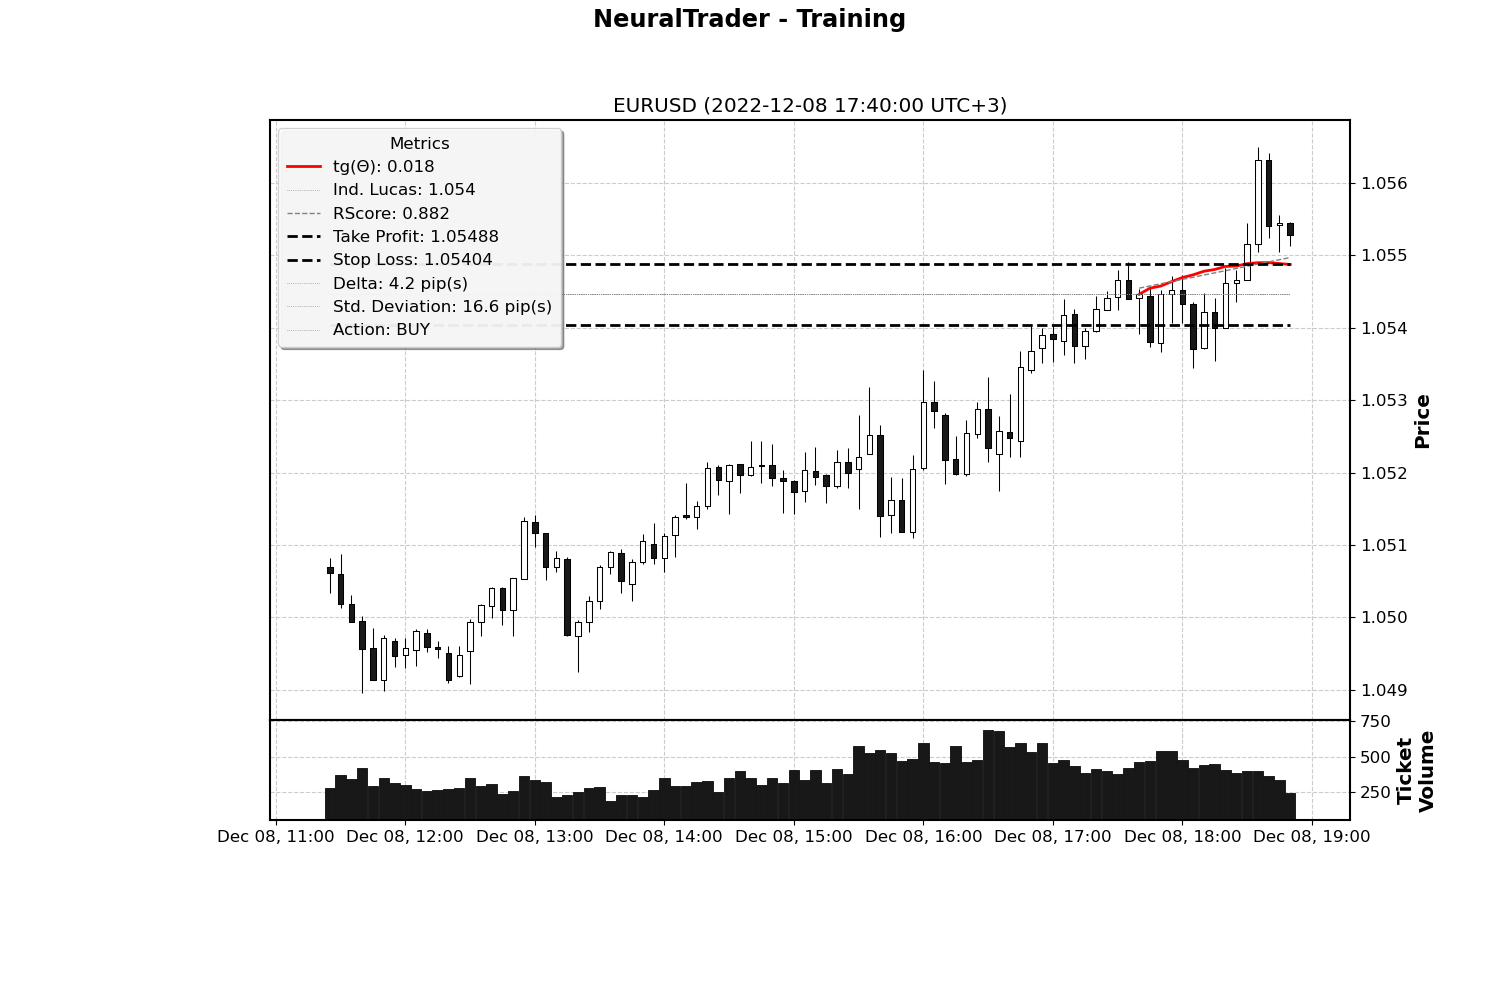 NeuralTrader - Training
EURUSD (2022-12-08 17:40:00 UTC+3)
Metrics
tg(Θ): 0.018
Ind. Lucas: 1.054
RScore: 0.882
Take Profit: 1.05488
Stop Loss: 1.05404
Delta: 4.2 pip(s)
Std. Deviation: 16.6 pip(s)
Action: BUY
1.056
1.055
1.054
1.053
1.052
1.051
1.050
1.049
Price
750
500
250
Ticket
Volume
Dec 08, 11:00 Dec 08, 12:00 Dec 08, 13:00 Dec 08, 14:00 Dec 08, 15:00 Dec 08, 16:00 Dec 08, 17:00 Dec 08, 18:00 Dec 08, 19:00